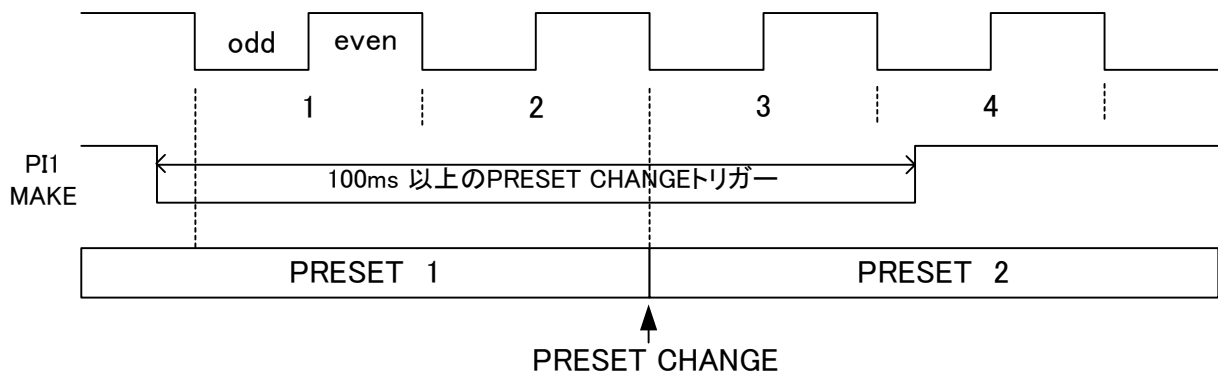 odd even
1 2 3 4
PI1
MAKE
100ms 以上のPRESET CHANGEトリガー
PRESET 1 PRESET 2
PRESET CHANGE